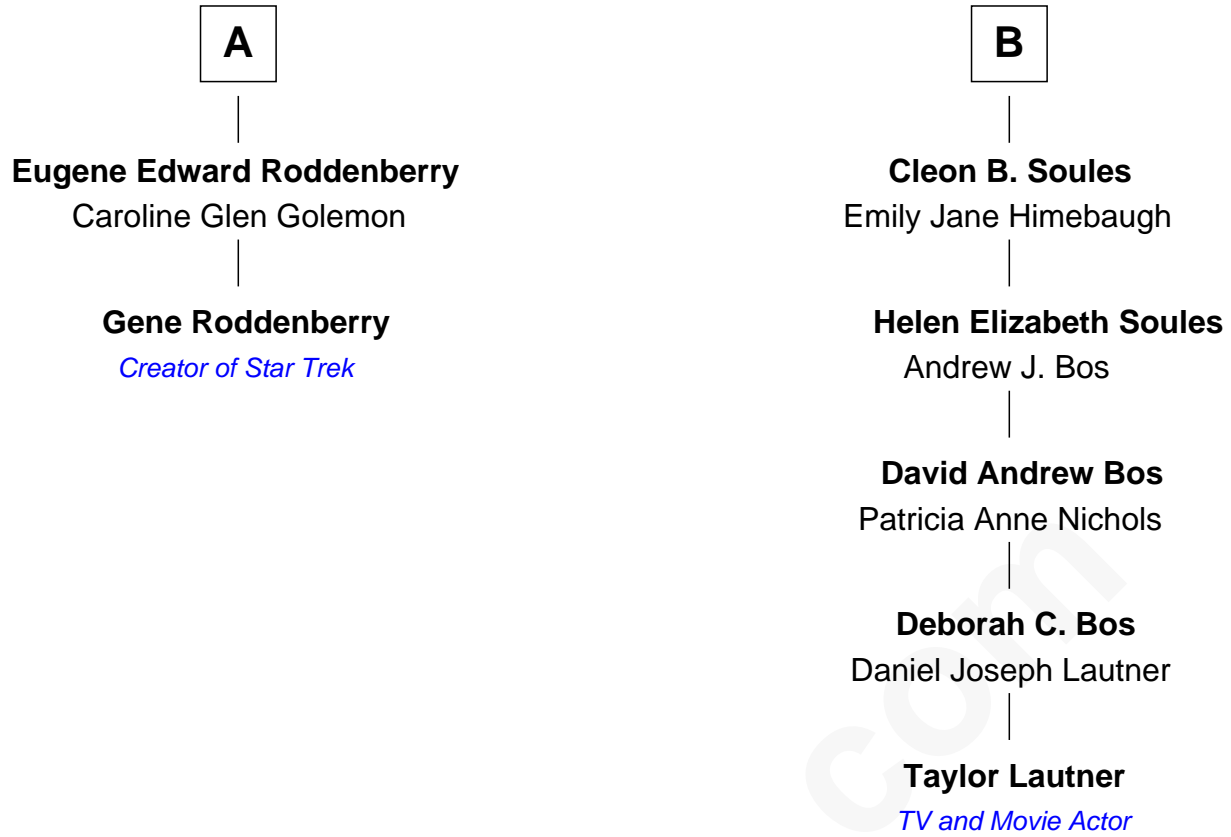 A
Eugene Edward Roddenberry
Caroline Glen Golemon
Gene Roddenberry
Creator of Star Trek
B
Cleon B. Soules
Emily Jane Himebaugh
Helen Elizabeth Soules
Andrew J. Bos
David Andrew Bos
Patricia Anne Nichols
Deborah C. Bos
Daniel Joseph Lautner
Taylor Lautner
TV and Movie Actor
com